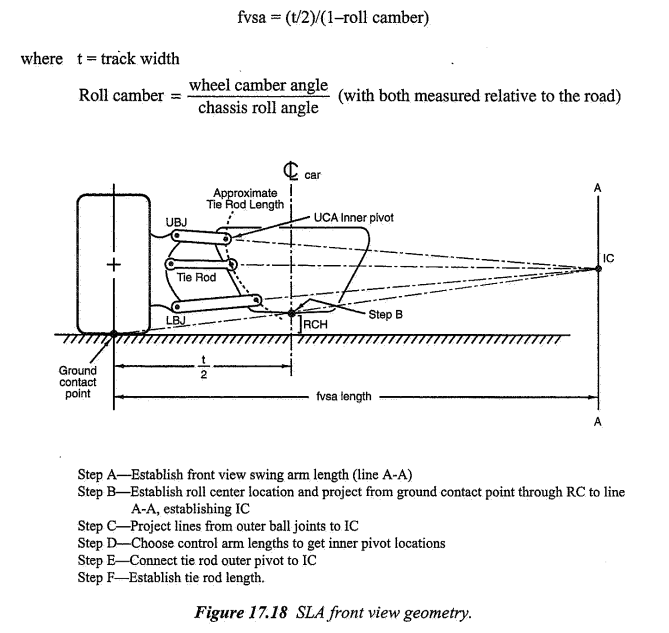 fvsa = (t/2)/(1–roll camber)
where t = track width
Roll camber = wheel camber angle / chassis roll angle (with both measured relative to the road)
℄ car
A
Approximate
Tie Rod Length
UBJ
UCA Inner pivot
IC
Tie Rod
LBJ
Step B
RCH
Ground
contact
point
t
2
fvsa length
A
Step A—Establish front view swing arm length (line A-A)
Step B—Establish roll center location and project from ground contact point through RC to line
A-A, establishing IC
Step C—Project lines from outer ball joints to IC
Step D—Choose control arm lengths to get inner pivot locations
Step E—Connect tie rod outer pivot to IC
Step F—Establish tie rod length.
Figure 17.18 SLA front view geometry.